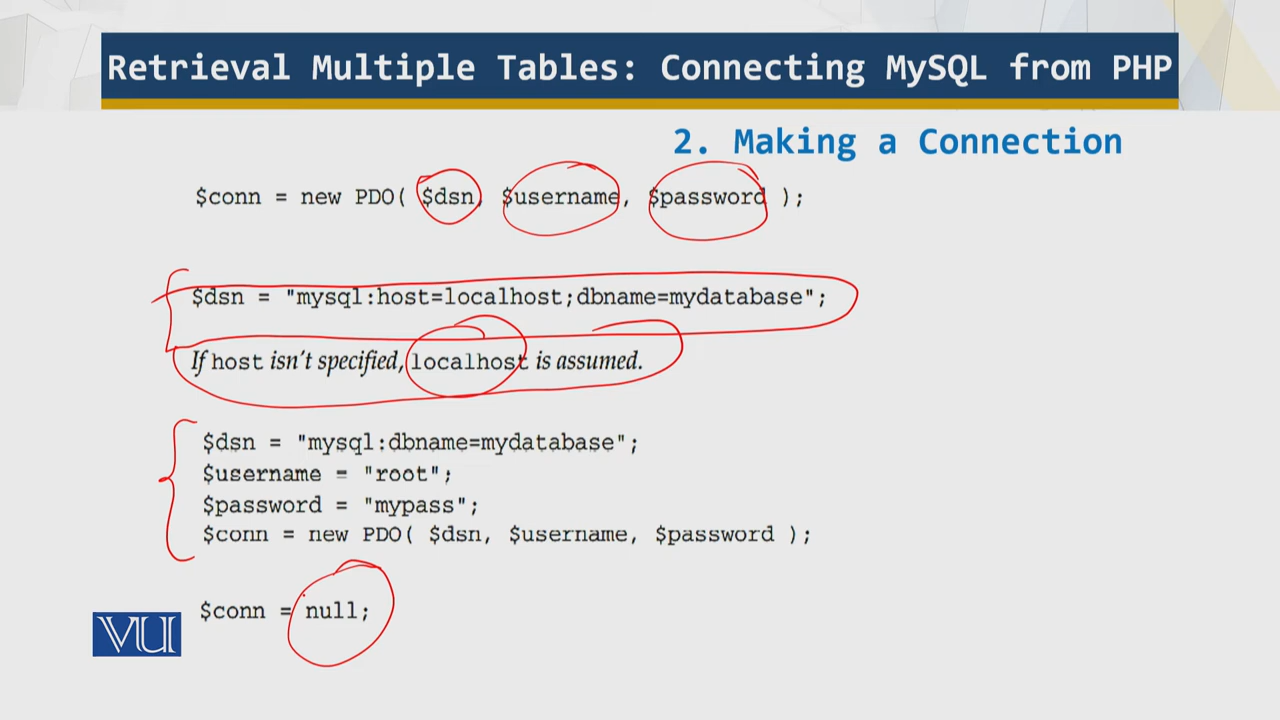 Retrieval Multiple Tables: Connecting MySQL from PHP
2. Making a Connection
$conn = new PDO( $dsn, $username, $password );
$dsn = "mysql:host=localhost;dbname=mydatabase";
If host isn't specified, localhost is assumed.
$dsn = "mysql:dbname=mydatabase";
$username = "root";
$password = "mypass";
$conn = new PDO( $dsn, $username, $password );
$conn = null;
VU